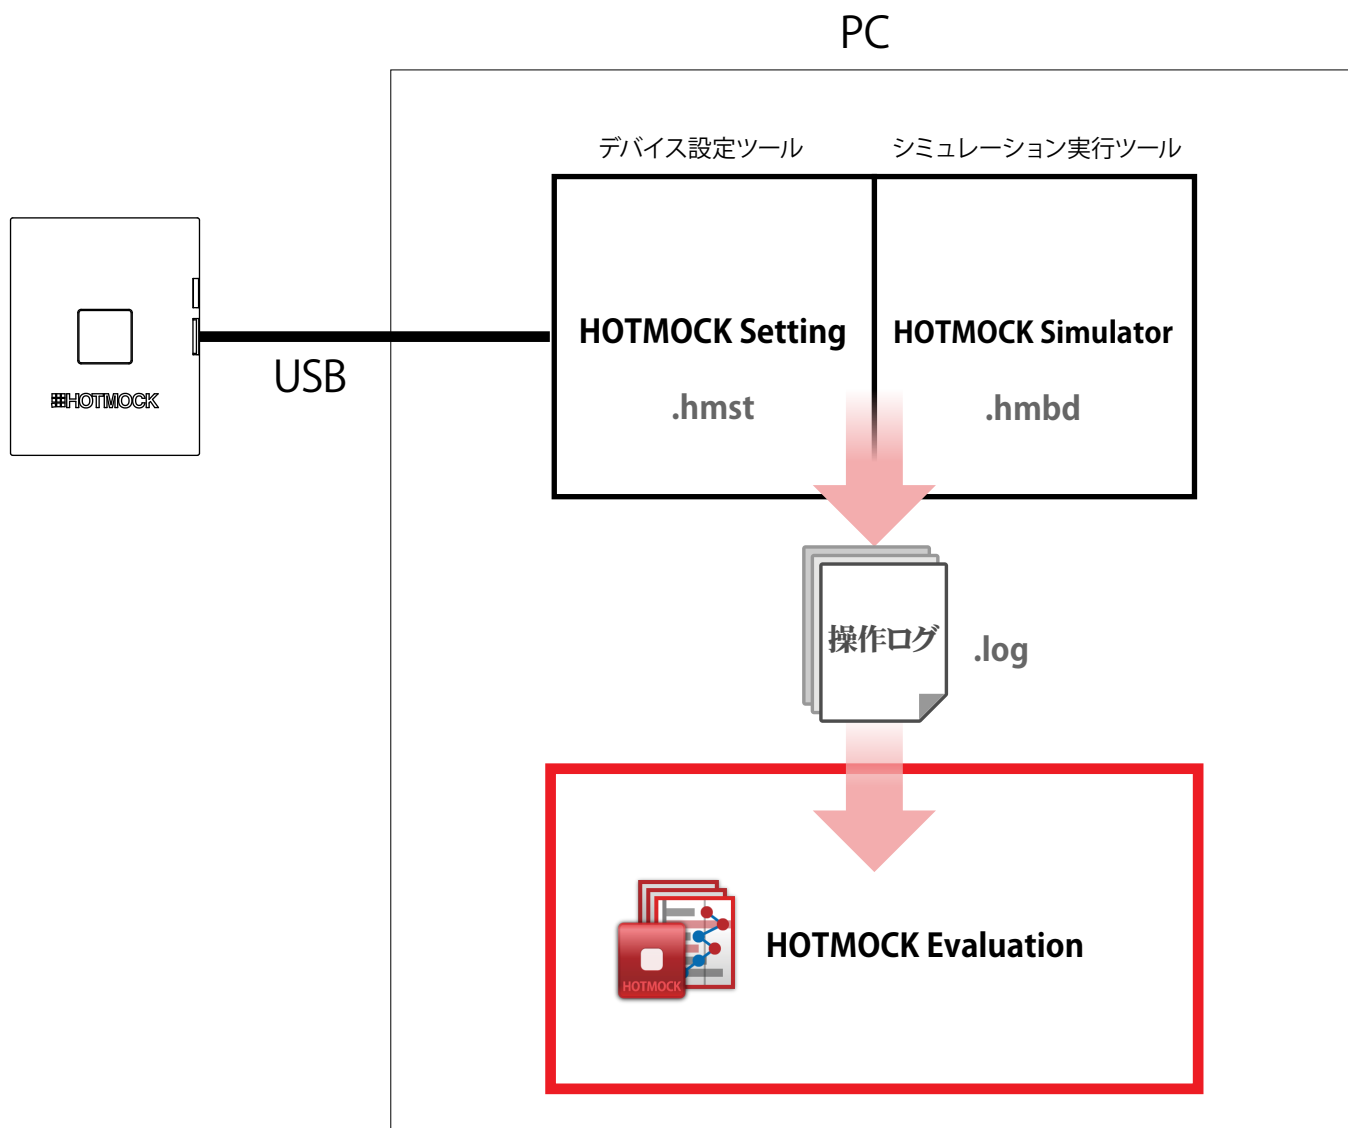 PC
デバイス設定ツール
シミュレーション実行ツール
HOTMOCK Setting
HOTMOCK Simulator
USB
HOTMOCK
.hmst
.hmbd
操作ログ
.log
HOTMOCK Evaluation
HOTMOCK